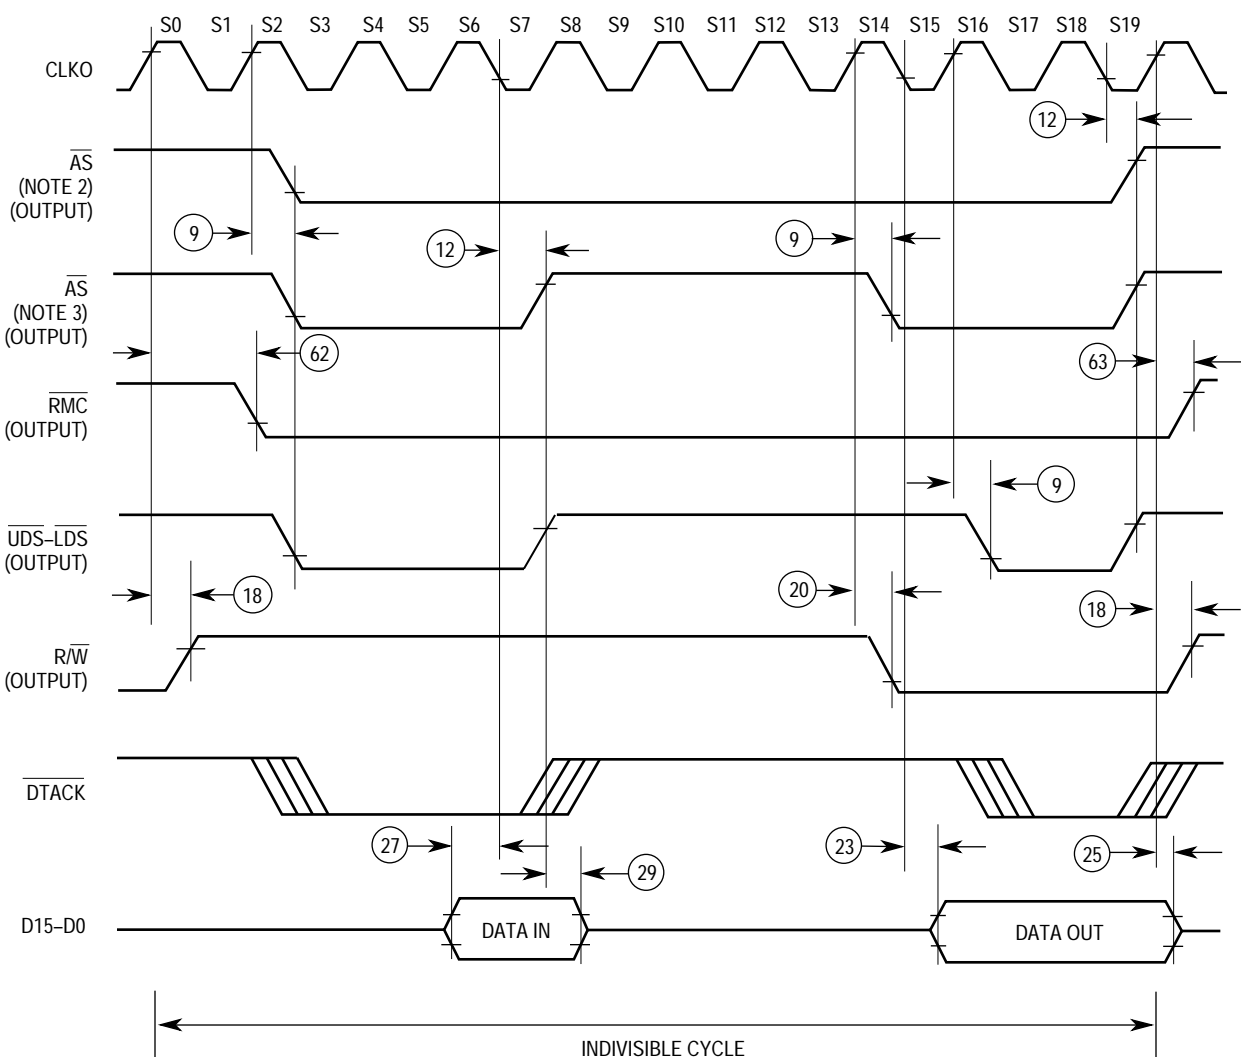 S0 S1 S2 S3 S4 S5 S6 S7 S8 S9 S10 S11 S12 S13 S14 S15 S16 S17 S18 S19
CLKO
12
AS
(NOTE 2)
(OUTPUT)
9
12
9
AS
(NOTE 3)
(OUTPUT)
62
63
RMC
(OUTPUT)
9
UDS–LDS
(OUTPUT)
18
20
18
R/W
(OUTPUT)
DTACK
27
23
25
29
D15–D0
DATA IN
DATA OUT
INDIVISIBLE CYCLE